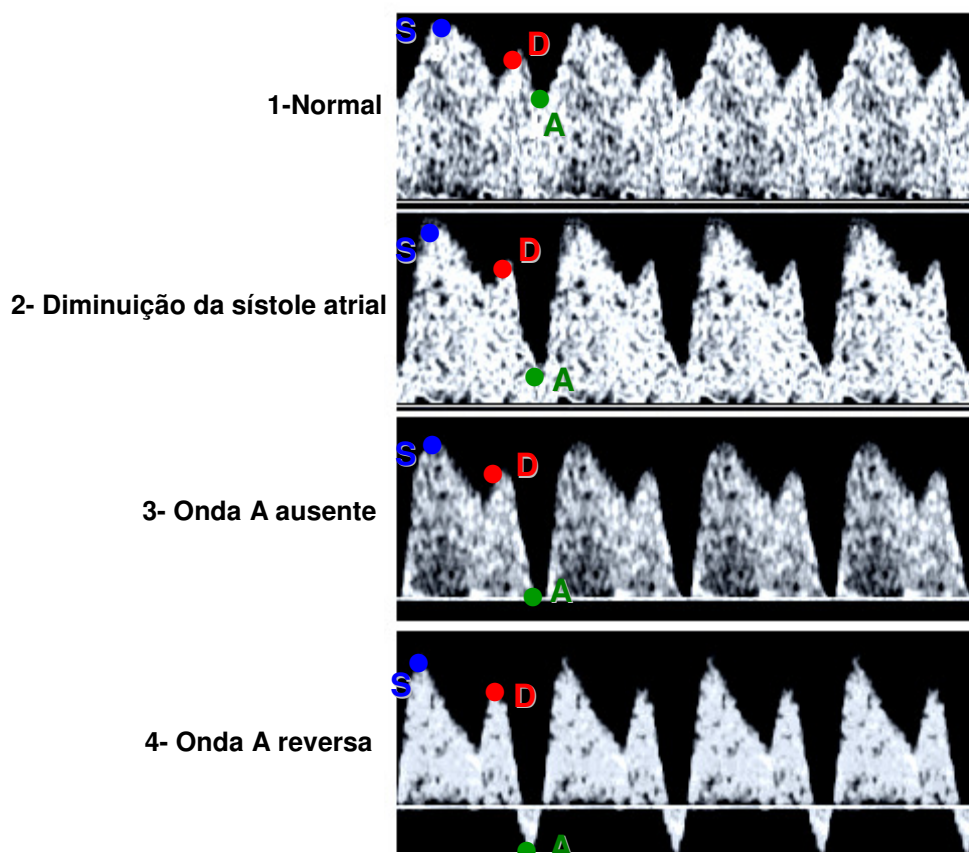 S
D
1-Normal
A
D
S
2- Diminuição da sístole atrial
A
S
D
3- Onda A ausente
A
S
D
4- Onda A reversa
A